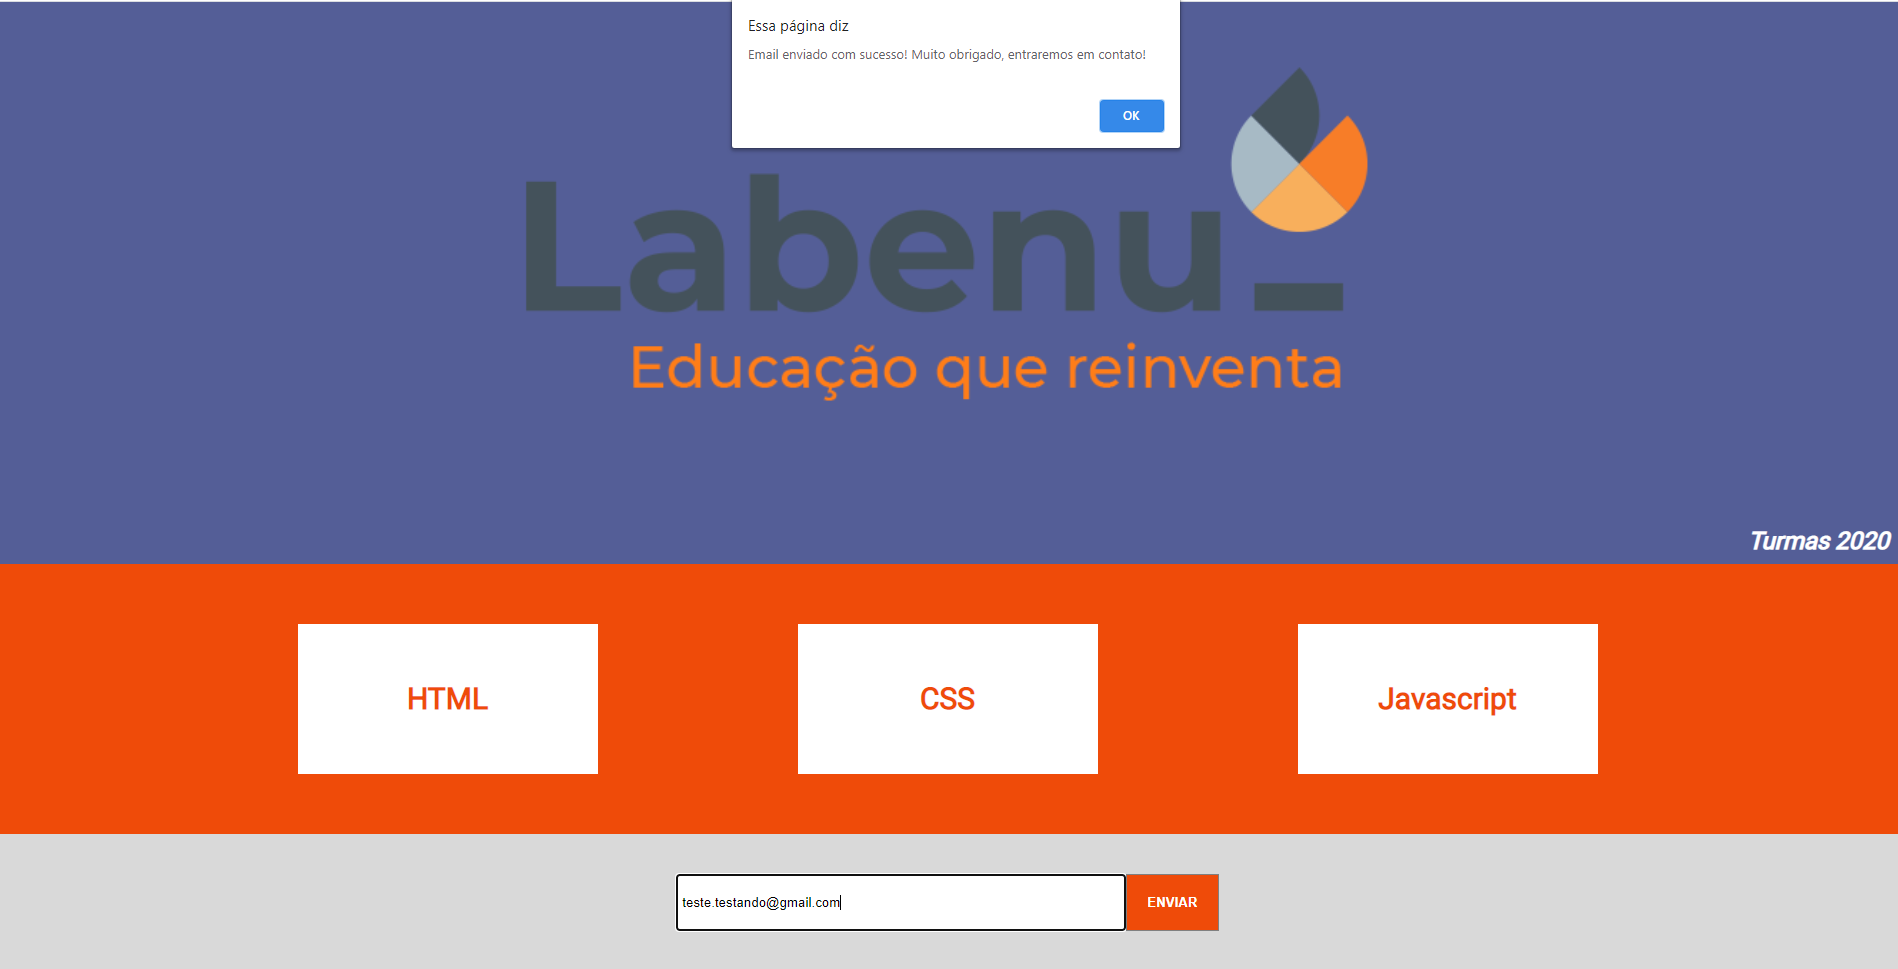 Essa página diz
Email enviado com sucesso! Muito obrigado, entraremos em contato!
OK
Labenu_
Educação que reinventa
Turmas 2020
HTML
CSS
Javascript
teste.testando@gmail.com
ENVIAR